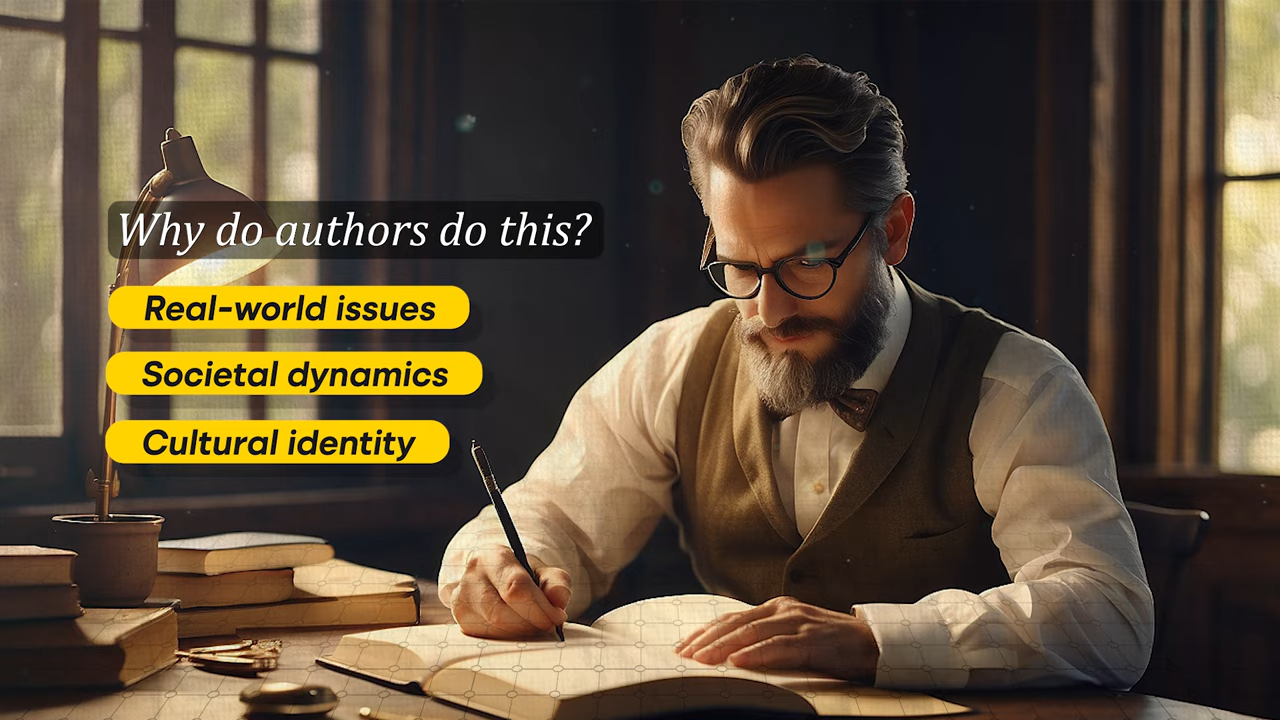 Why do authors do this?
Real-world issues
Societal dynamics
Cultural identity